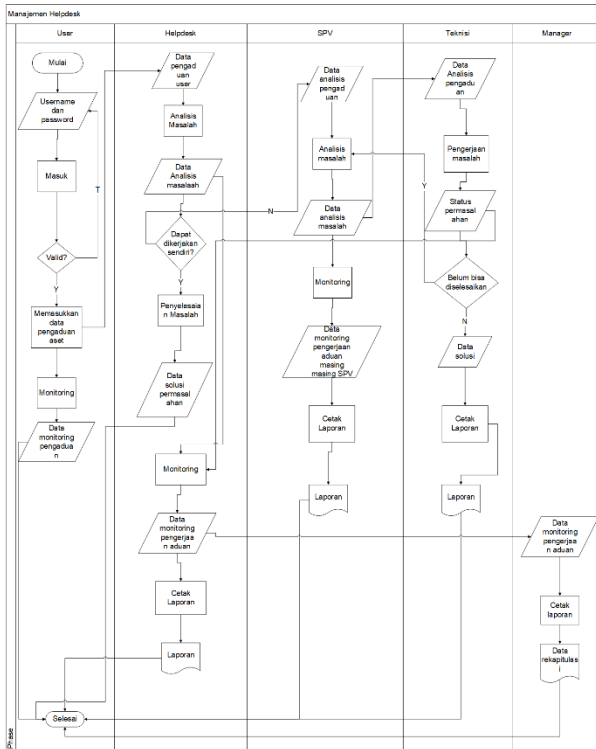 Manajemen Helpdesk
User
Helpdesk
SPV
Teknisi
Manager
Mulai
Username
dan
password
Masuk
T
Valid?
Y
Memasukkan
data
pengaduan
aset
Monitoring
Data
monitoring
pengadua
n
Data
pengad
uan
user
Analisis
Masalah
Data
Analisis
masalaah
N
Dapat
dikerjakan
sendiri?
Y
Penyelesaia
n Masalah
Data
solusi
permasal
ahan
Monitoring
Data
monitoring
pengerjaa
n aduan
Cetak
Laporan
Laporan
Data
analisis
pengad
uan
Analisis
masalah
Data
analisis
masalah
Monitoring
Data
monitoring
pengerjaan
aduan
masing
masing SPV
Cetak
Laporan
Laporan
Data
Analisis
pengadu
an
Pengerjaan
masalah
Y
Status
permasal
ahan
Belum bisa
diselesaikan
N
Data
solusi
Cetak
Laporan
Laporan
Data
monitoring
pengerjaa
n aduan
Cetak
laporan
Data
rekapitulas
i
Selesai
Phase